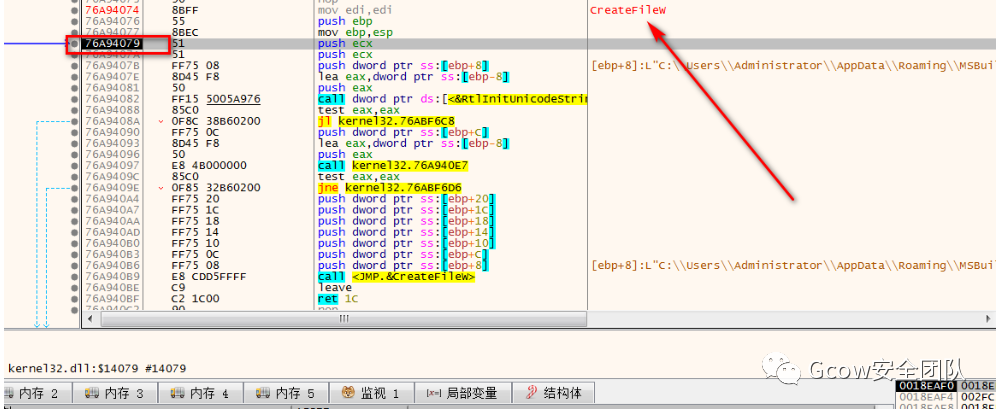 nop
76A94074 8BFF mov edi,edi CreateFileW
76A94076 55 push ebp
76A94077 8BEC mov ebp,esp
76A94079 51 push ecx
76A9407A 51 push ecx
76A9407B FF75 08 push dword ptr ss:[ebp+8] [ebp+8]:L"C:\\Users\\Administrator\\AppData\\Roaming\\MSBui
76A9407E 8D45 F8 lea eax,dword ptr ss:[ebp-8]
76A94081 50 push eax
76A94082 FF15 5005A976 call dword ptr ds:[<&RtlInitUnicodeStrin
76A94088 85C0 test eax,eax
76A9408A 0F8C 38B60200 jl kernel32.76ABF6C8
76A94090 FF75 0C push dword ptr ss:[ebp+C]
76A94093 8D45 F8 lea eax,dword ptr ss:[ebp-8]
76A94096 50 push eax
76A94097 E8 4B000000 call kernel32.76A940E7
76A9409C 85C0 test eax,eax
76A9409E 0F85 32B60200 jne kernel32.76ABF6D6
76A940A4 FF75 20 push dword ptr ss:[ebp+20]
76A940A7 FF75 1C push dword ptr ss:[ebp+1C]
76A940AA FF75 18 push dword ptr ss:[ebp+18]
76A940AD FF75 14 push dword ptr ss:[ebp+14]
76A940B0 FF75 10 push dword ptr ss:[ebp+10]
76A940B3 FF75 0C push dword ptr ss:[ebp+C]
76A940B6 FF75 08 push dword ptr ss:[ebp+8] [ebp+8]:L"C:\\Users\\Administrator\\AppData\\Roaming\\MSBui
76A940B9 E8 CDD5FFFF call <JMP.&CreateFileW>
76A940BE C9 leave
76A940BF C2 1C00 ret 1C
76A940C2 90 nop
kernel32.dll:$14079 #14079
Gcow安全团队
内存 2 内存 3 内存 4 内存 5 监视 1 [x=] 局部变量 结构体
0018EAF0 0018E
0018EAF4 002FC
0018EAF8 0018E